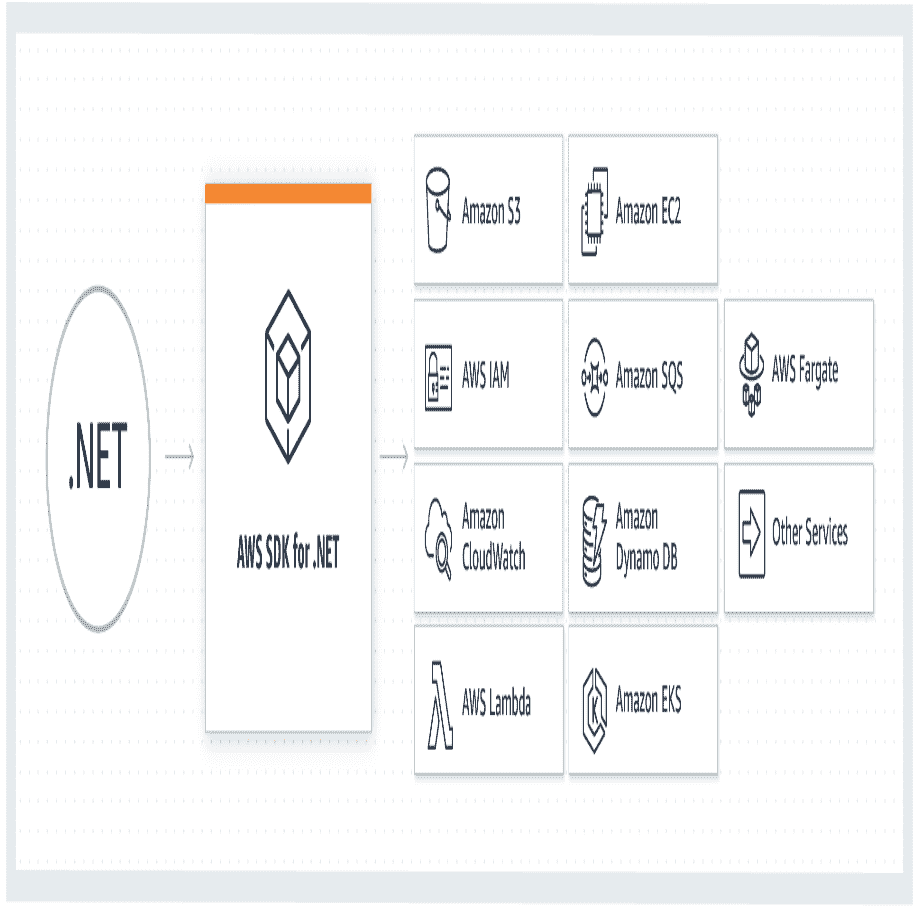 .NET
AWS SDK for .NET
Amazon S3
Amazon EC2
AWS IAM
Amazon SQS
AWS Fargate
Amazon
CloudWatch
Amazon
Dynamo DB
Other Services
AWS Lambda
Amazon EKS
K